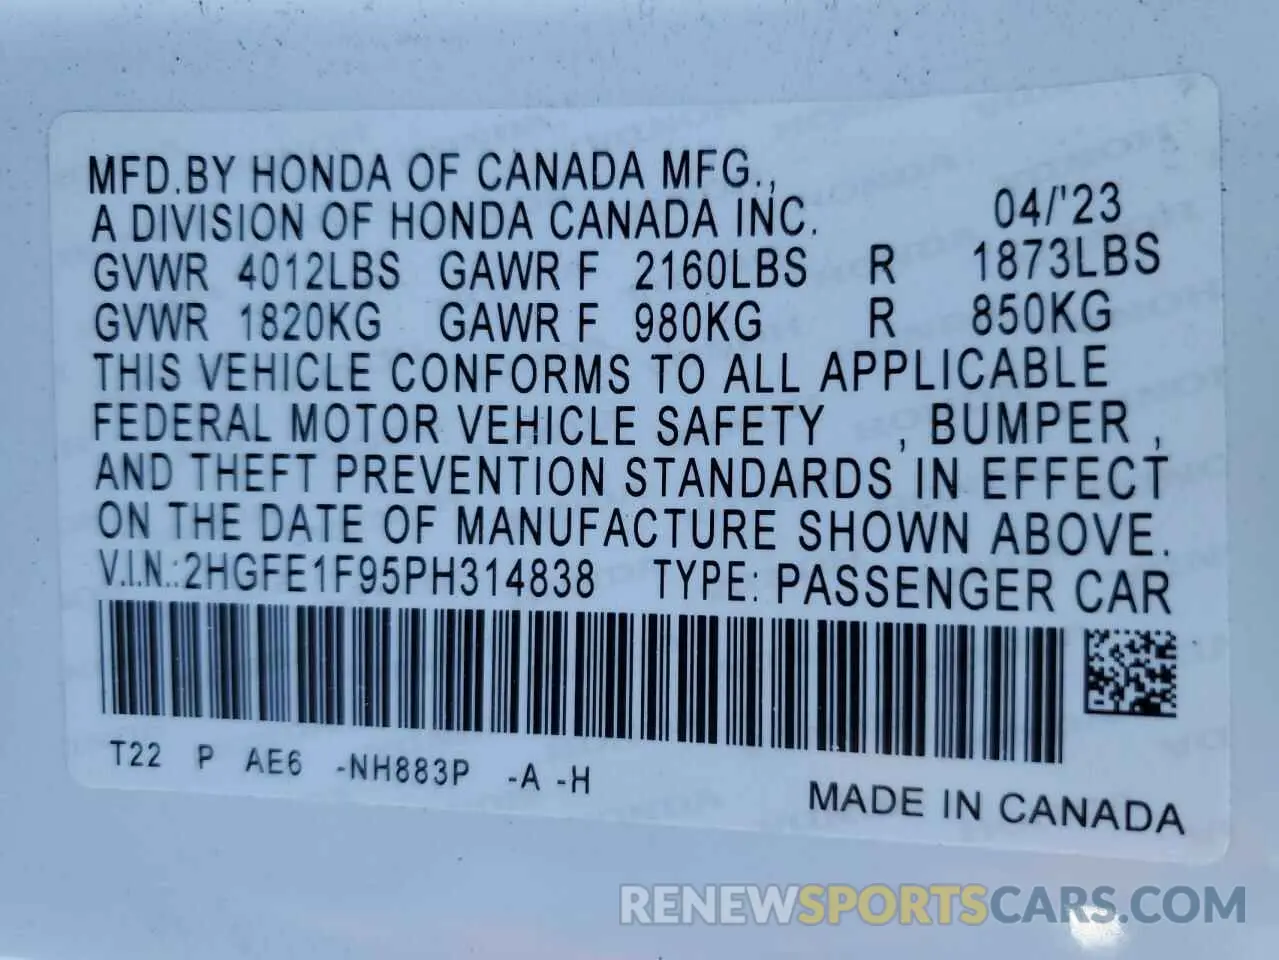 MFD.BY HONDA OF CANADA MFG.,
A DIVISION OF HONDA CANADA INC. 04/'23
GVWR 4012LBS GAWR F 2160LBS R 1873LBS
GVWR 1820KG GAWR F 980KG R 850KG
THIS VEHICLE CONFORMS TO ALL APPLICABLE
FEDERAL MOTOR VEHICLE SAFETY , BUMPER ,
AND THEFT PREVENTION STANDARDS IN EFFECT
ON THE DATE OF MANUFACTURE SHOWN ABOVE.
V.I.N.:2HGFE1F95PH314838 TYPE: PASSENGER CAR
T22 P AE6 -NH883P -A -H
MADE IN CANADA
RENEWSPORTSCARS.COM